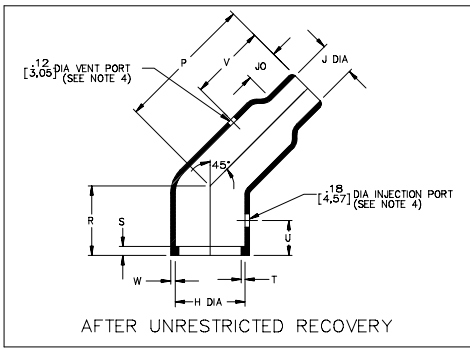 P
V
JO
J DIA
.12
[3,05] DIA VENT PORT
(SEE NOTE 4)
45°
.18
[4,57] DIA INJECTION PORT
(SEE NOTE 4)
R
S
U
W
T
H DIA
AFTER UNRESTRICTED RECOVERY